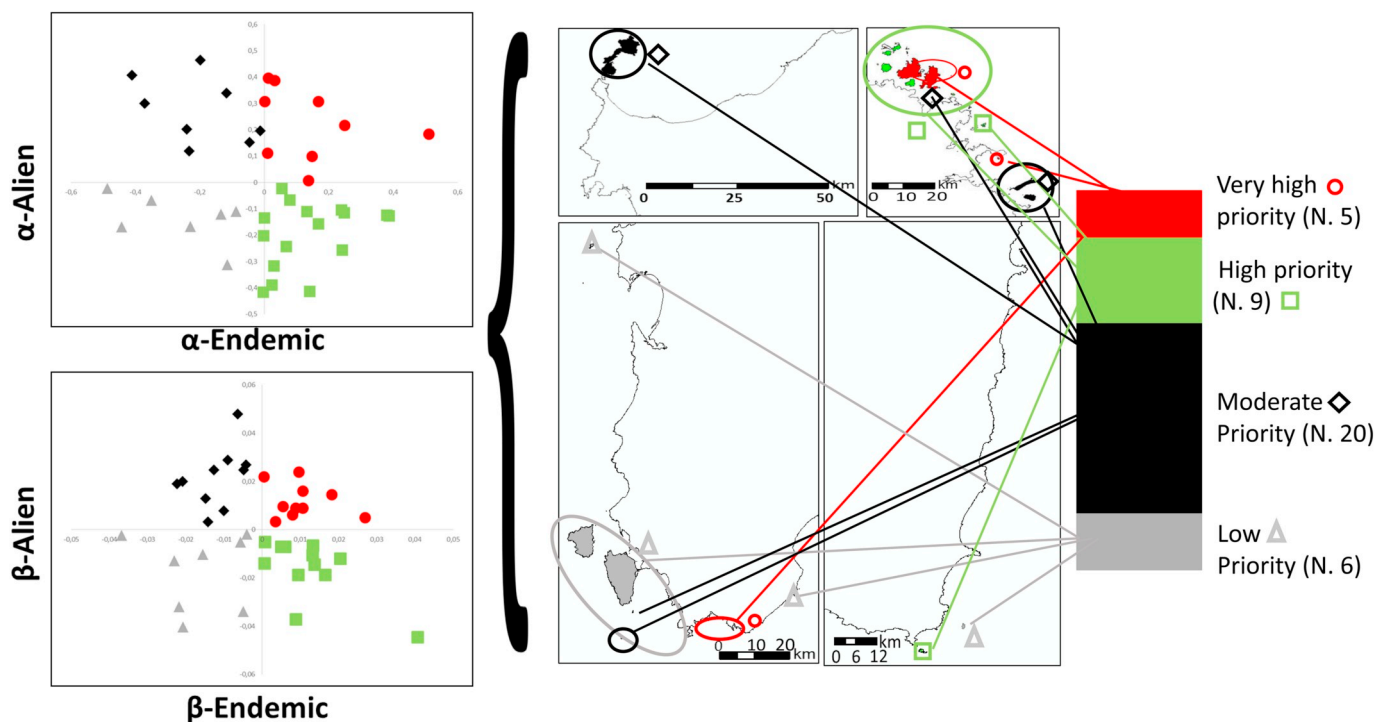 α-Alien
0,6
0,5
0,4
0,3
0,2
0,1
0
-0,1
-0,2
-0,3
-0,4
-0,5
-0,6 -0,4 -0,2 0 0,2 0,4 0,6
α-Endemic
β-Alien
0,06
0,04
0,02
0
-0,02
-0,04
-0,06
-0,05 -0,04 -0,03 -0,02 -0,01 0 0,01 0,02 0,03 0,04 0,05
β-Endemic
0 25 50
km
km
0 10 20
0 10 20
km
km
0 6 12
Very high
priority (N. 5)
High priority
(N. 9)
Moderate
Priority (N. 20)
Low
Priority (N. 6)